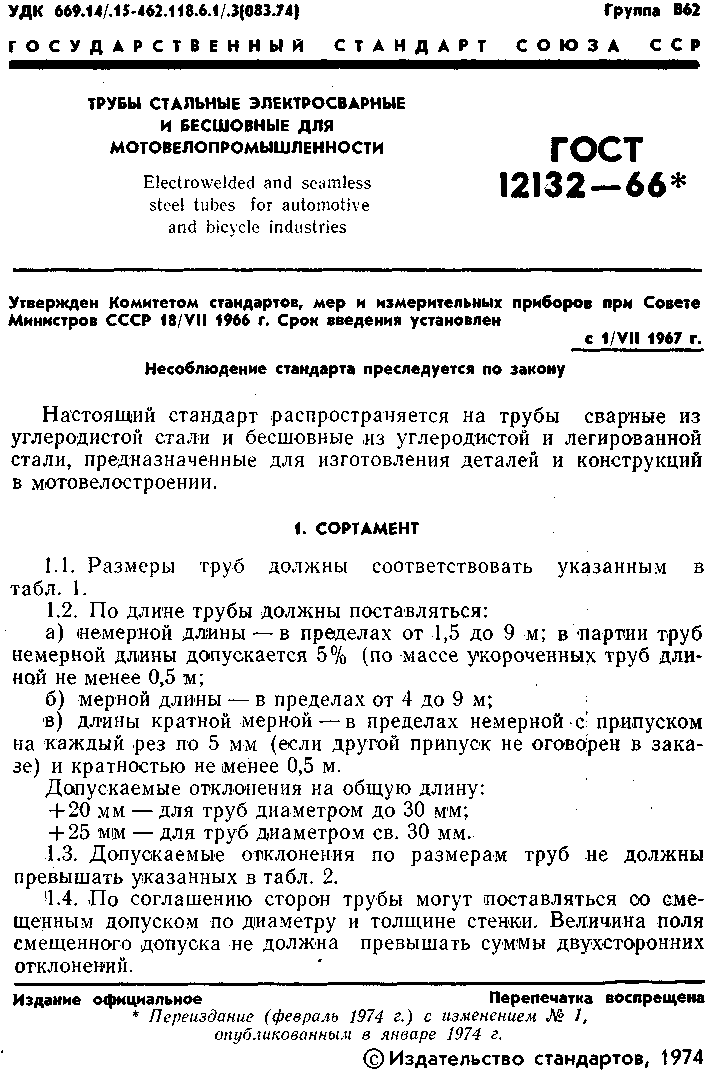 УДК 669.14/.15-462.118.6.1/.3(083.74)
Группа В62
ГОСУДАРСТВЕННЫЙ СТАНДАРТ СОЮЗА ССР
ТРУБЫ СТАЛЬНЫЕ ЭЛЕКТРОСВАРНЫЕ
И БЕСШОВНЫЕ ДЛЯ
МОТОВЕЛОПРОМЫШЛЕННОСТИ
Electrowelded and seamless
steel tubes for automotive
and bicycle industries
ГОСТ
12132—66*
Утвержден Комитетом стандартов, мер и измерительных приборов при Совете
Министров СССР 18/VII 1966 г. Срок введения установлен
с 1/VII 1967 г.
Несоблюдение стандарта преследуется по закону
Настоящий стандарт распространяется на трубы сварные из
углеродистой стали и бесшовные из углеродистой и легированной
стали, предназначенные для изготовления деталей и конструкций
в мотовелостроении.
1. СОРТАМЕНТ
1.1. Размеры труб должны соответствовать указанным в
табл. 1.
1.2. По длине трубы должны поставляться:
а) немерной длины — в пределах от 1,5 до 9 м; в партии труб
немерной длины допускается 5% (по массе укороченных труб дли-
ной не менее 0,5 м;
б) мерной длины — в пределах от 4 до 9 м;
в) длины кратной мерной — в пределах немерной с припуском
на каждый рез по 5 мм (если другой припуск не оговорен в зака-
зе) и кратностью не менее 0,5 м.
Допускаемые отклонения на общую длину:
+20 мм — для труб диаметром до 30 мм;
+25 мм — для труб диаметром св. 30 мм.
1.3. Допускаемые отклонения по размерам труб не должны
превышать указанных в табл. 2.
1.4. По соглашению сторон трубы могут поставляться со сме-
щенным допуском по диаметру и толщине стенки. Величина поля
смещенного допуска не должна превышать суммы двухсторонних
отклонений.
Издание официальное
Перепечатка воспрещена
* Переиздание (февраль 1974 г.) с изменением № 1,
опубликованным в январе 1974 г.
© Издательство стандартов, 1974